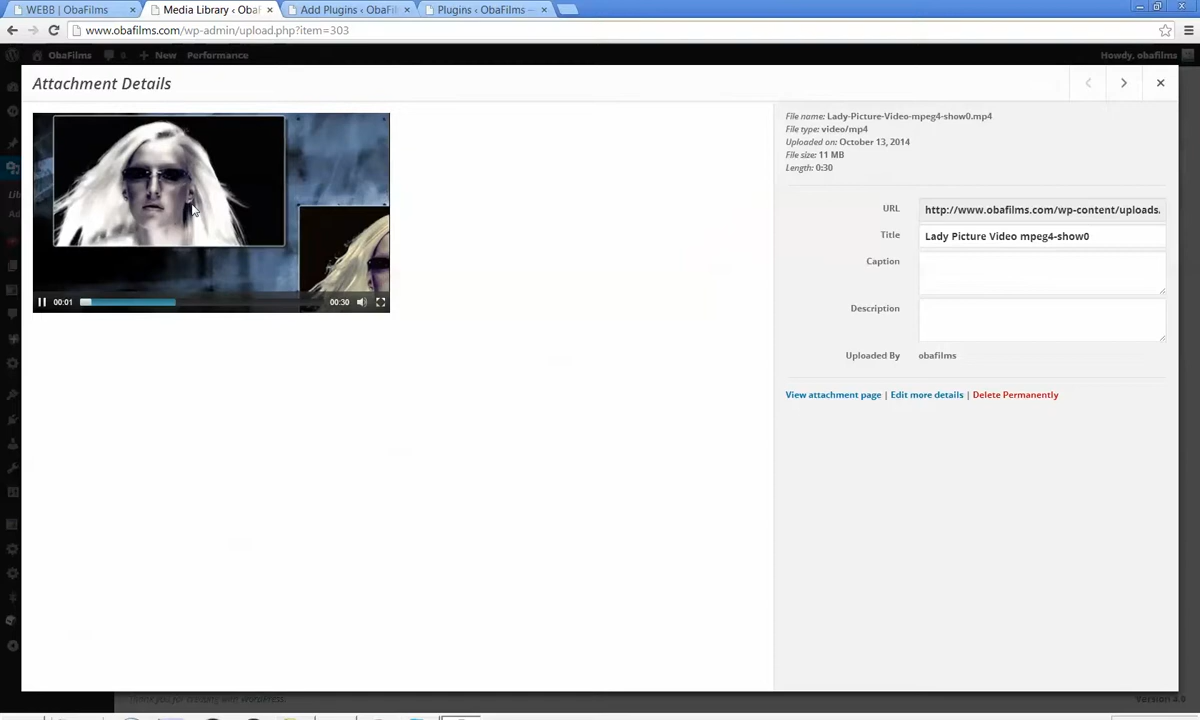 WEBB | ObaFilms
Media Library ‹ Oba
Add Plugins ‹ ObaFil
Plugins ‹ ObaFilms —
www.obafilms.com/wp-admin/upload.php?item=303
ObaFilms 0 New Performance
Howdy, obafilms
Attachment Details
File name: Lady-Picture-Video-mpeg4-show0.mp4
File type: video/mp4
Uploaded on: October 13, 2014
File size: 11 MB
Length: 0:30
URL http://www.obafilms.com/wp-content/uploads.
Title Lady Picture Video mpeg4-show0
Caption
Description
Uploaded By obafilms
View attachment page | Edit more details | Delete Permanently
00:01 00:30